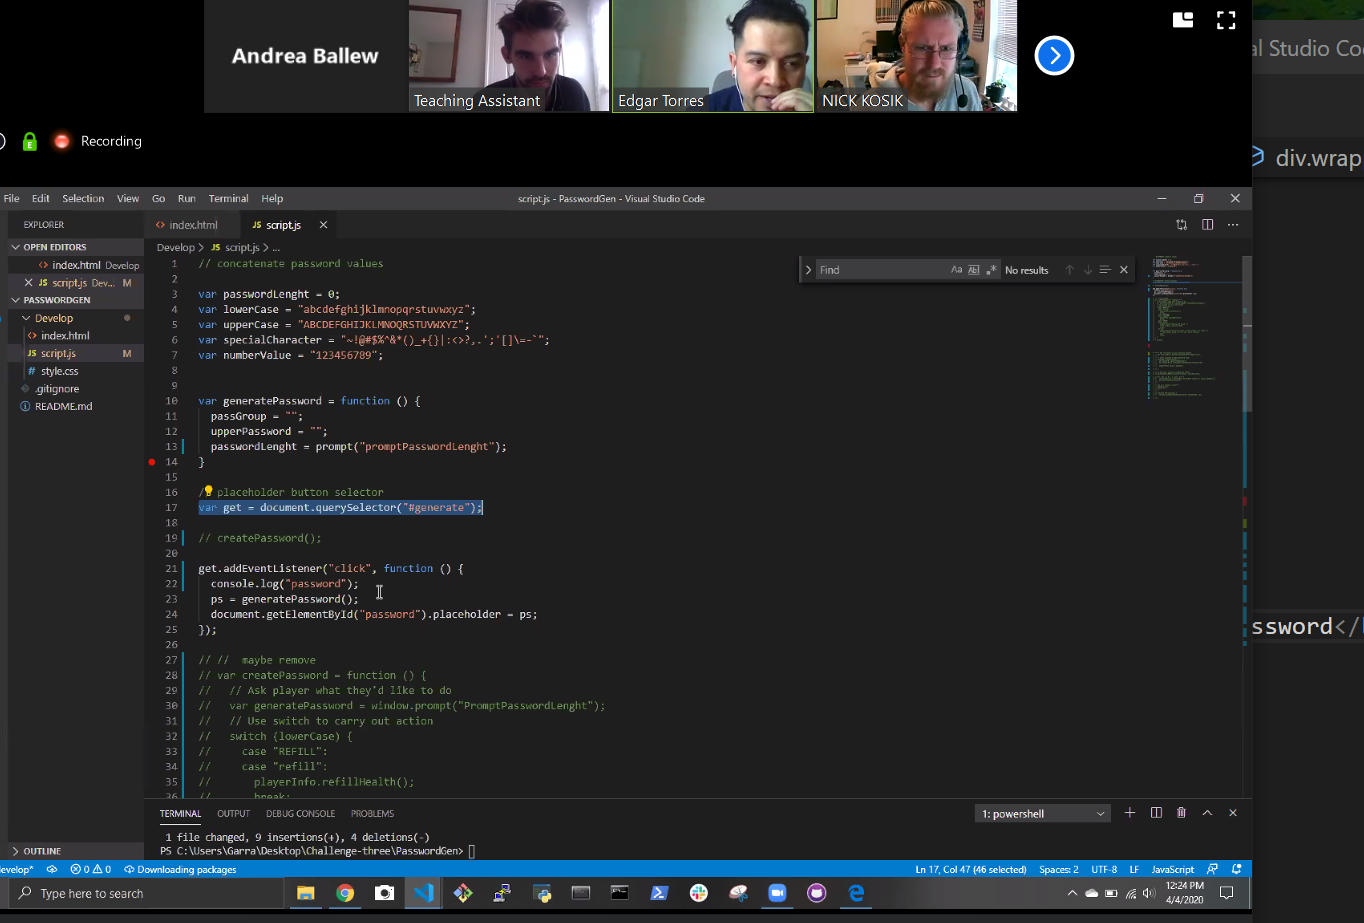 Andrea Ballew
Teaching Assistant
Edgar Torres
NICK KOSIK
al Studio Co
Recording
div.wrap
File Edit Selection View Go Run Terminal Help
script.js - PasswordGen - Visual Studio Code
EXPLORER
OPEN EDITORS
index.html Develop
script.js Dev... M
PASSWORDGEN
Develop
index.html
script.js M
style.css
.gitignore
README.md
OUTLINE
index.html
JS script.js
Develop > JS script.js > ...
Find
No results
1 // concatenate password values
2
3 var passwordLenght = 0;
4 var lowerCase = "abcdefghijklmnopqrstuvwxyz";
5 var upperCase = "ABCDEFGHIJKLMNOQRSTUVWXYZ";
6 var specialCharacter = "~!@#$%^&*()_+{}|:<>?,.';'[]\=-`";
7 var numberValue = "123456789";
8
9
10 var generatePassword = function () {
11 passGroup = "";
12 upperPassword = "";
13 passwordLenght = prompt("promptPasswordLenght");
14 }
15
16 / placeholder button selector
17 var get = document.querySelector("#generate");
18
19 // createPassword();
20
21 get.addEventListener("click", function () {
22 console.log("password");
23 ps = generatePassword();
24 document.getElementById("password").placeholder = ps;
25 });
26
27 // // maybe remove
28 // var createPassword = function () {
29 // // Ask player what they'd like to do
30 // var generatePassword = window.prompt("PromptPasswordLenght");
31 // // Use switch to carry out action
32 // switch (lowerCase) {
33 // case "REFILL":
34 // case "refill":
35 // playerInfo.refillHealth();
36 // break;
ssword</
TERMINAL OUTPUT DEBUG CONSOLE PROBLEMS
1: powershell
1 file changed, 9 insertions(+), 4 deletions(-)
PS C:\Users\Garra\Desktop\Challenge-three\PasswordGen>
evelop* 0 0 Downloading packages
Ln 17, Col 47 (46 selected) Spaces: 2 UTF-8 LF JavaScript
Type here to search
12:24 PM
4/4/2020